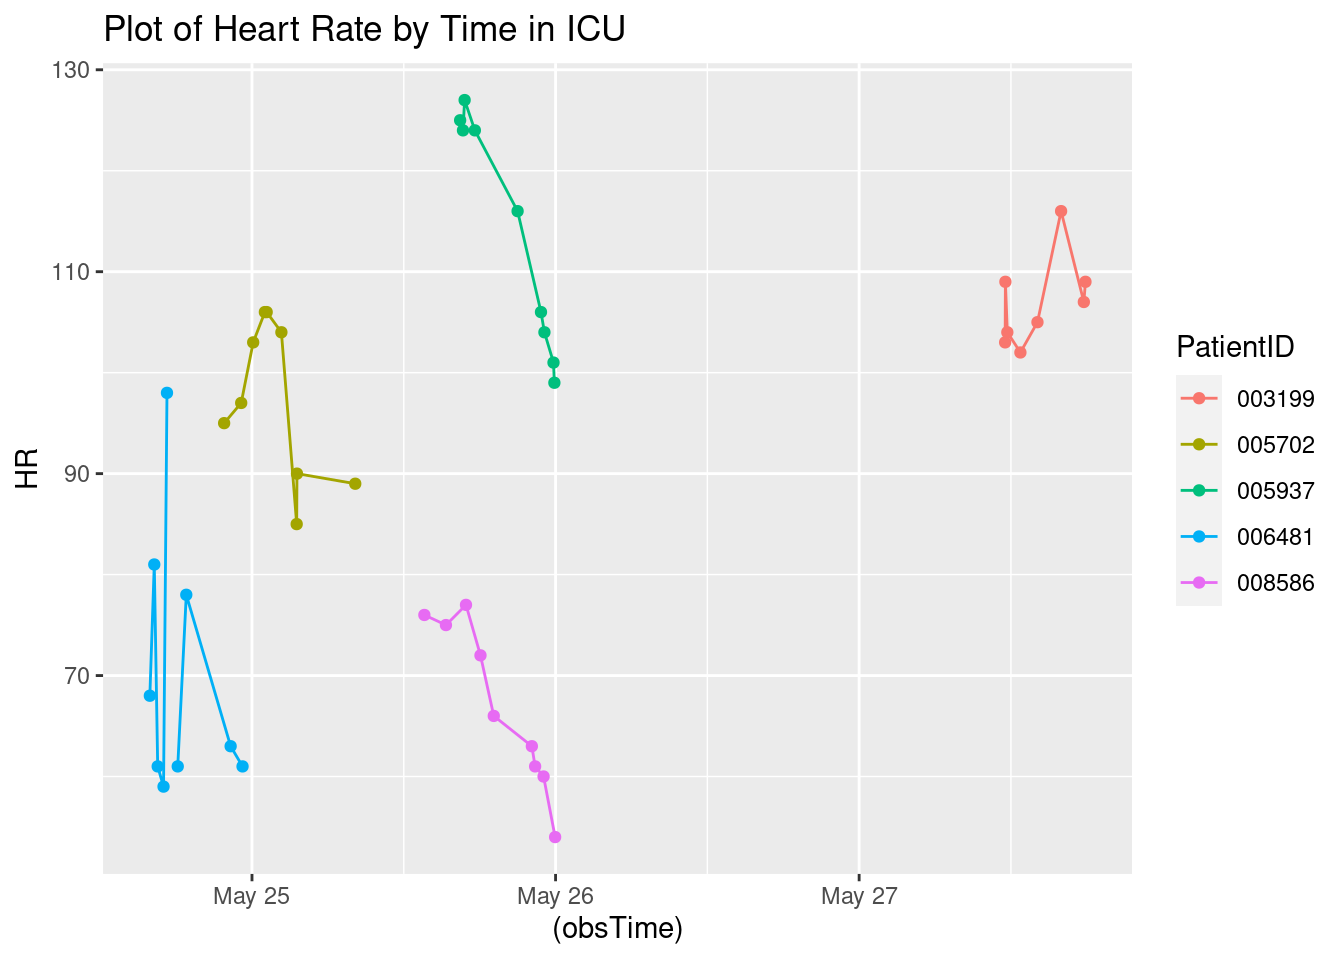 Plot of Heart Rate by Time in ICU
130
110
90
70
HR
May 25
May 26
May 27
(obsTime)
PatientID
003199
005702
005937
006481
008586